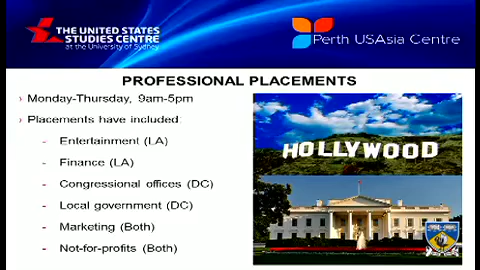 THE UNITED STATES
STUDIES CENTRE
at the University of Sydney
Perth USAsia Centre
PROFESSIONAL PLACEMENTS
› Monday-Thursday, 9am-5pm
› Placements have included
- Entertainment (LA)
- Finance (LA)
- Congressional offices (DC)
- Local government (DC)
- Marketing (Both)
- Not-for-profits (Both)
HOLLYWOOD